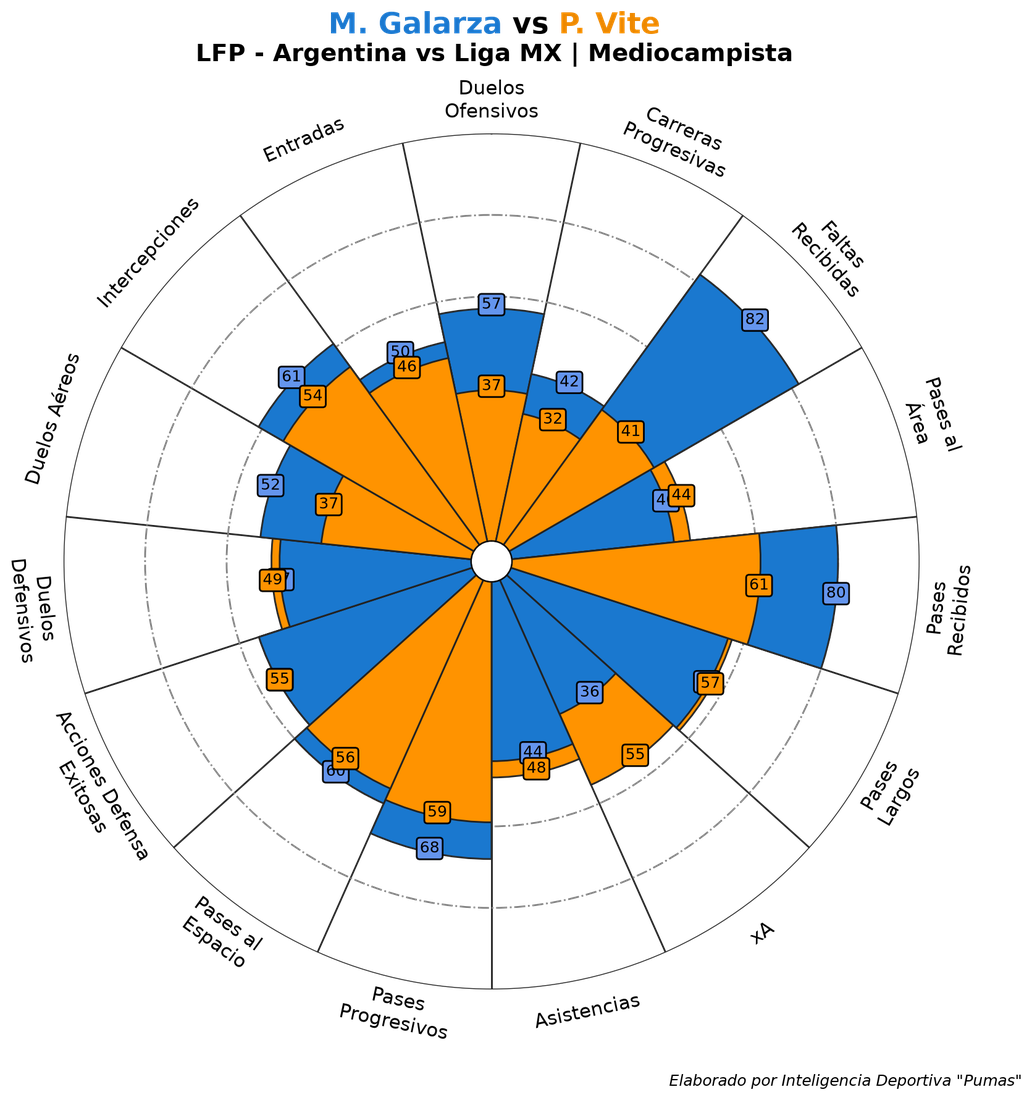 M. Galarza vs P. Vite
LFP - Argentina vs Liga MX | Mediocampista
Duelos
Ofensivos
57
37
Carreras
Progresivas
42
32
Faltas
Recibidas
82
41
Pases al
Área
44
Pases
Recibidos
80
61
Pases
Largos
57
xA
36
55
Asistencias
44
48
Pases
Progresivos
59
68
Pases al
Espacio
56
60
Acciones Defensa
Exitosas
55
Duelos
Defensivos
49
Duelos Aéreos
52
37
Intercepciones
61
54
Entradas
50
46
Elaborado por Inteligencia Deportiva "Pumas"